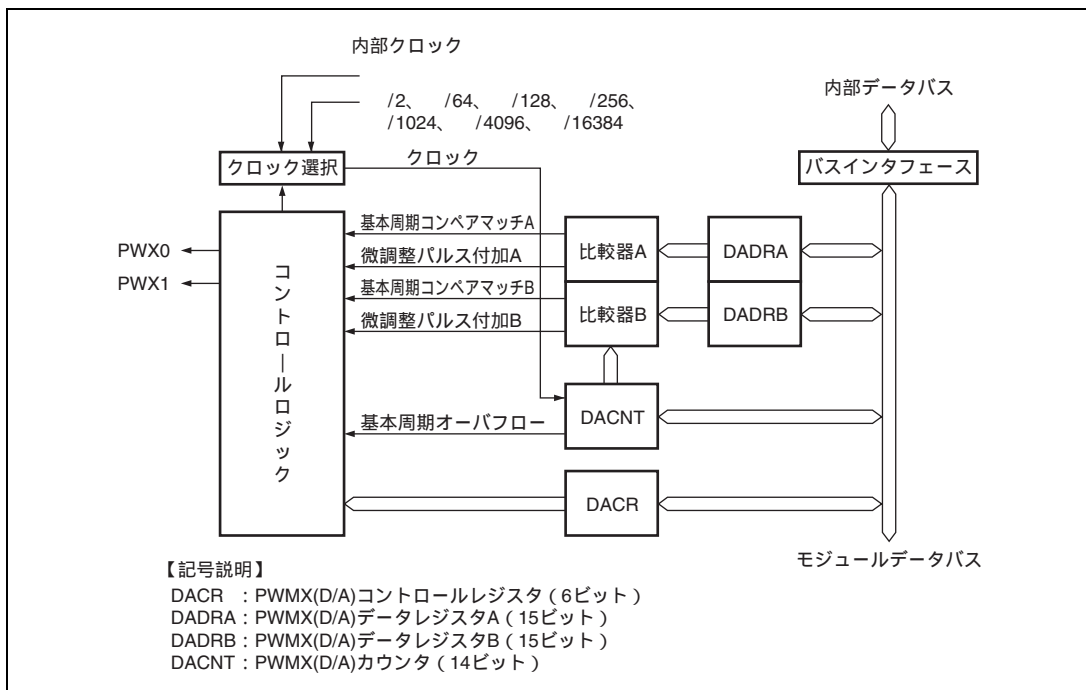 内部クロック
内部データバス
/2、 /64、 /128、 /256、
/1024、 /4096、 /16384
クロック
クロック選択
バスインタフェース
基本周期コンペアマッチA
微調整パルス付加A
基本周期コンペアマッチB
微調整パルス付加B
比較器A
DADRA
比較器B
DADRB
PWX0
PWX1
コントロールロジック
基本周期オーバフロー
DACNT
DACR
モジュールデータバス
【記号説明】
DACR :PWMX(D/A)コントロールレジスタ(6ビット)
DADRA:PWMX(D/A)データレジスタA(15ビット)
DADRB:PWMX(D/A)データレジスタB(15ビット)
DACNT:PWMX(D/A)カウンタ(14ビット)